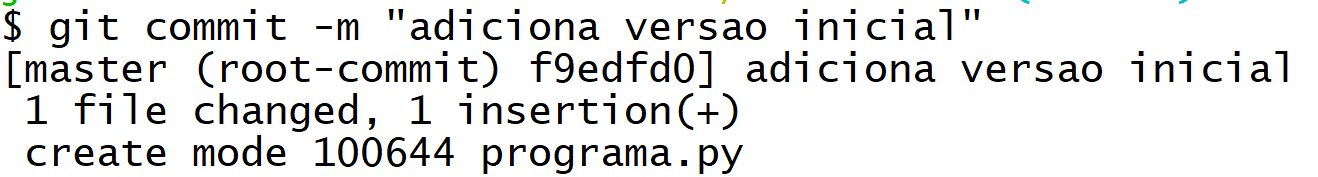 $ git commit -m "adiciona versao inicial"
[master (root-commit) f9edfd0] adiciona versao inicial
 1 file changed, 1 insertion(+)
 create mode 100644 programa.py